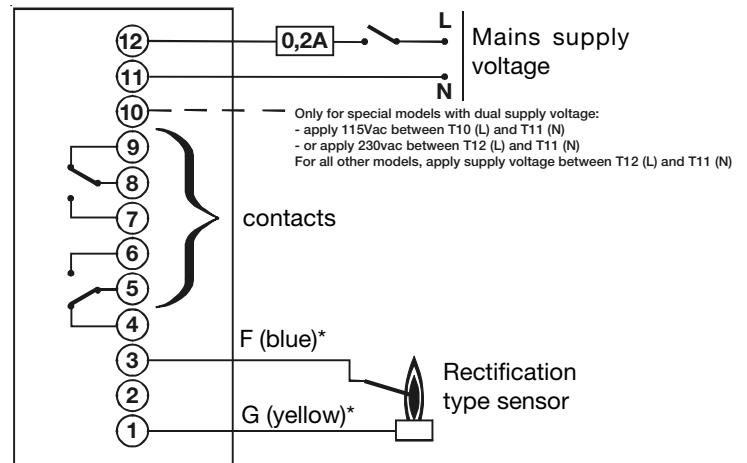 12
0,2A
L
Mains supply
voltage
11
N
10
Only for special models with dual supply voltage:
- apply 115Vac between T10 (L) and T11 (N)
- or apply 230vac between T12 (L) and T11 (N)
For all other models, apply supply voltage between T12 (L) and T11 (N)
9
8
7
contacts
6
5
4
F (blue)*
3
Rectification
type sensor
2
G (yellow)*
1